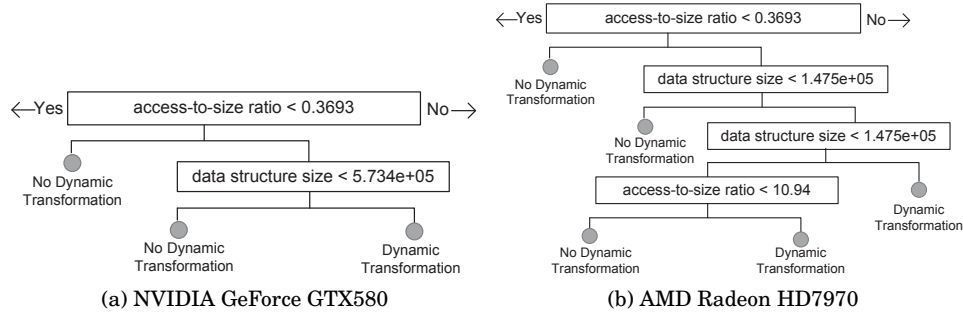 Yes access-to-size ratio < 0.3693 No
No Dynamic
Transformation
data structure size < 5.734e+05
No Dynamic
Transformation
Dynamic
Transformation
(a) NVIDIA GeForce GTX580
Yes access-to-size ratio < 0.3693 No
No Dynamic
Transformation
data structure size < 1.475e+05
No Dynamic
Transformation
data structure size < 1.475e+05
access-to-size ratio < 10.94
Dynamic
Transformation
No Dynamic
Transformation
Dynamic
Transformation
(b) AMD Radeon HD7970